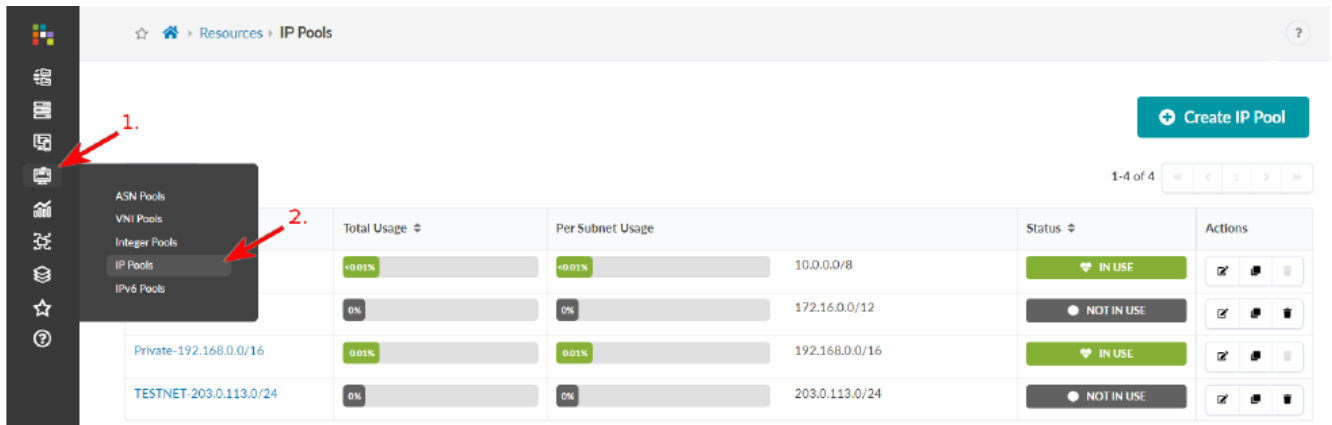 Resources IP Pools
?
1.
Create IP Pool
1-4 of 4 « < 1 > »
ASN Pools
VNI Pools
Integer Pools
IP Pools
IPv6 Pools
2.
Total Usage Per Subnet Usage Status Actions
<0.01% <0.01% 10.0.0.0/8 IN USE
0% 0% 172.16.0.0/12 NOT IN USE
Private-192.168.0.0/16 0.01% 0.01% 192.168.0.0/16 IN USE
TESTNET-203.0.113.0/24 0% 0% 203.0.113.0/24 NOT IN USE